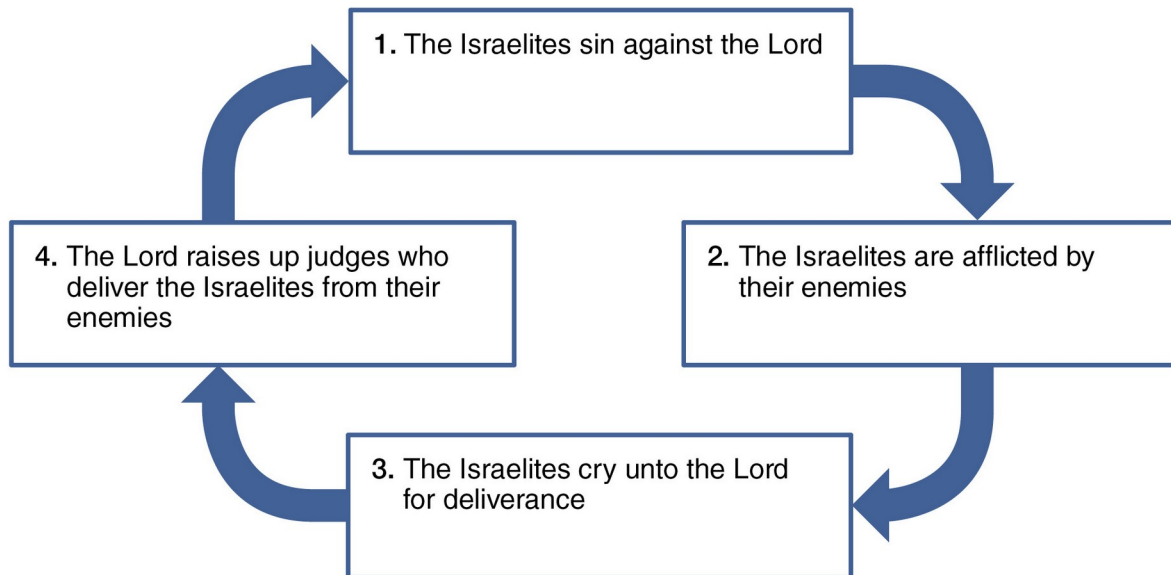 1. The Israelites sin against the Lord
2. The Israelites are afflicted by
their enemies
3. The Israelites cry unto the Lord
for deliverance
4. The Lord raises up judges who
deliver the Israelites from their
enemies